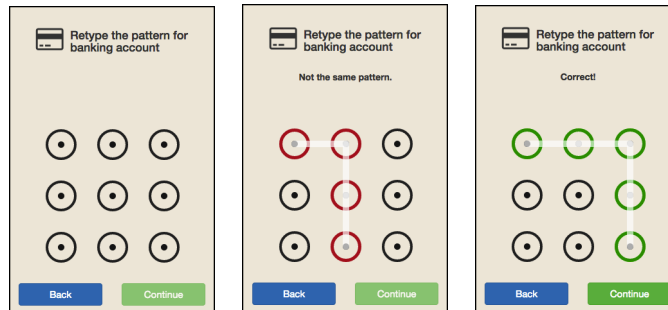 Retype the pattern for
banking account
Back
Continue
Retype the pattern for
banking account
Not the same pattern.
Back
Continue
Retype the pattern for
banking account
Correct!
Back
Continue